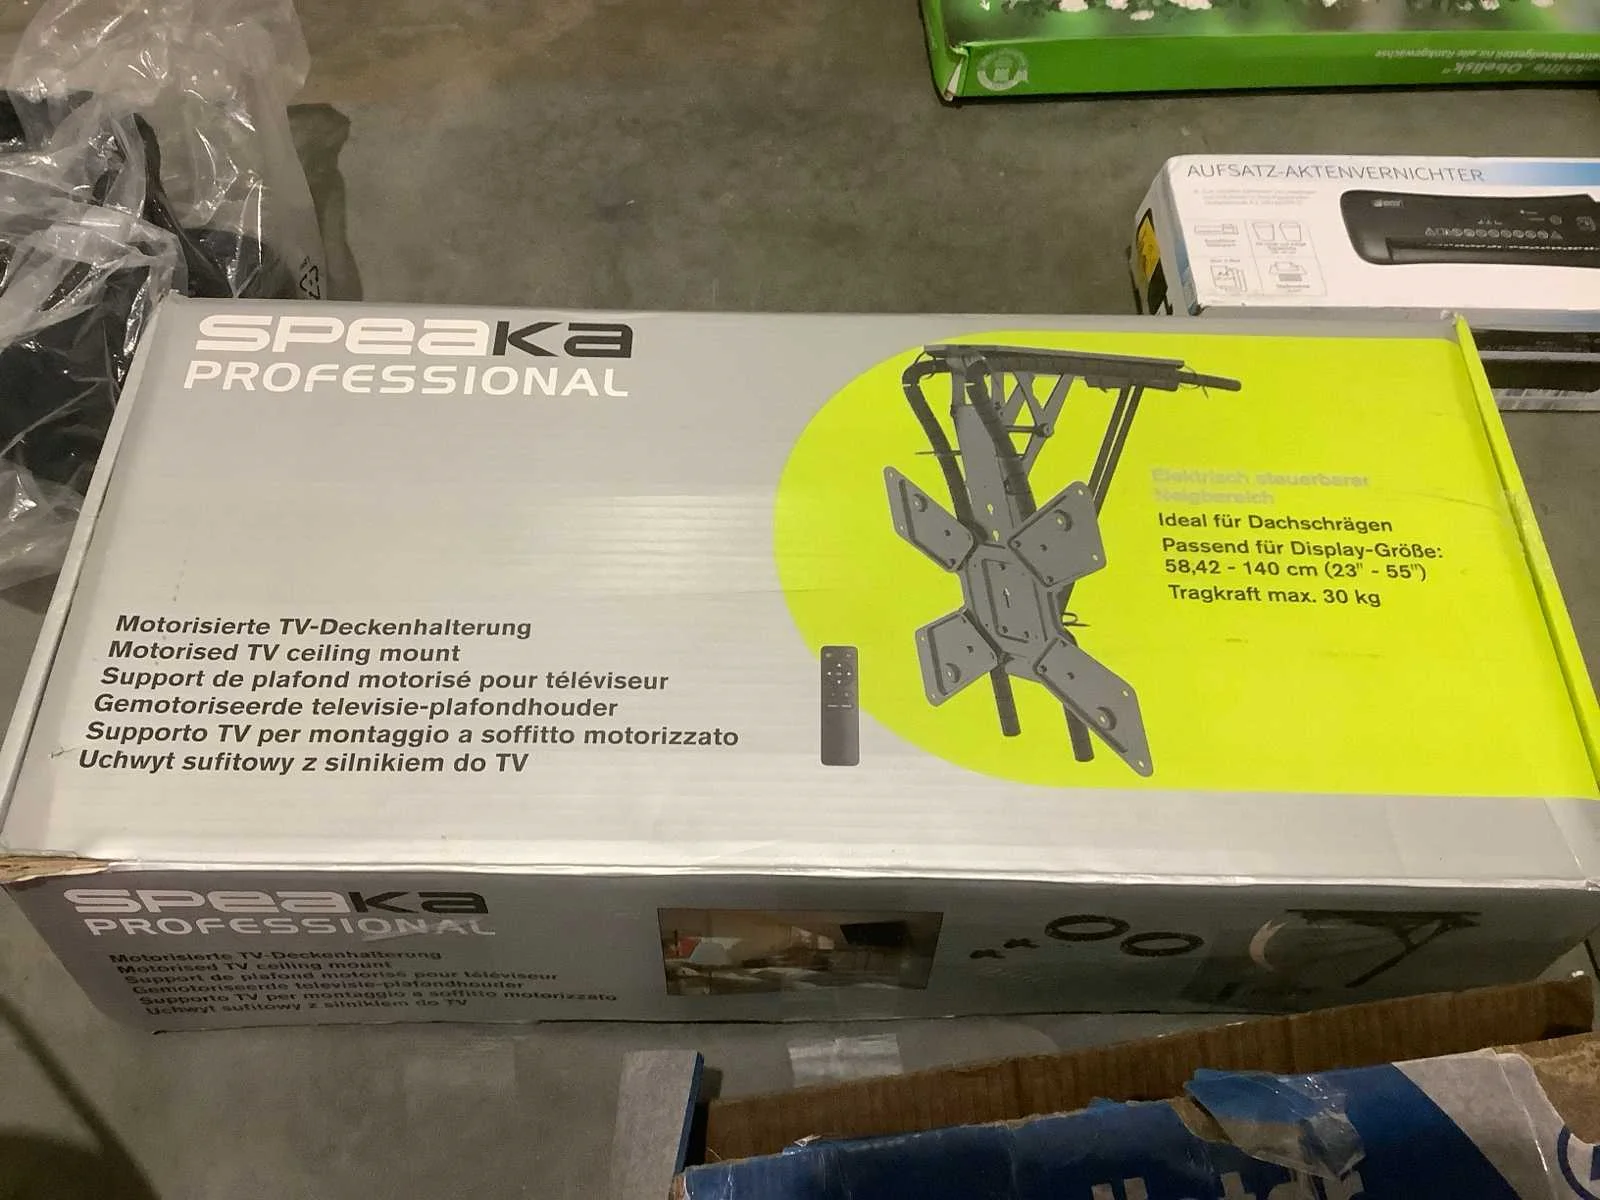 AUFSATZ-AKTENVERNICHTER
SPEAKA
PROFESSIONAL
Elektrisch steuerbarer
Neigbereich
Ideal für Dachschrägen
Passend für Display-Größe:
58,42 - 140 cm (23" - 55")
Tragkraft max. 30 kg
Motorisierte TV-Deckenhalterung
Motorised TV ceiling mount
Support de plafond motorisé pour téléviseur
Gemotoriseerde televisie-plafondhouder
Supporto TV per montaggio a soffitto motorizzato
Uchwyt sufitowy z silnikiem do TV
SPEAKA
PROFESSIONAL
Motorisierte TV-Deckenhalterung
Motorised TV ceiling mount
Support de plafond motorisé pour téléviseur
Gemotoriseerde televisie-plafondhouder
Supporto TV per montaggio a soffitto motorizzato
Uchwyt sufitowy z silnikiem do TV